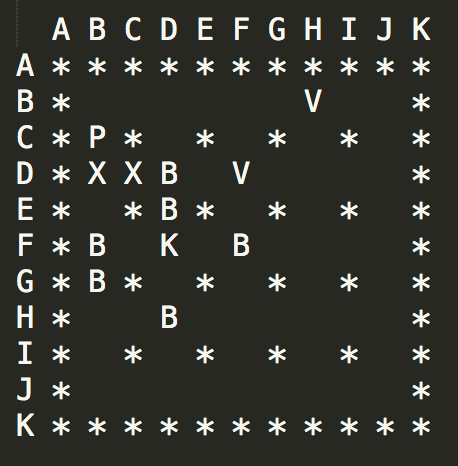 A B C D E F G H I J K
A * * * * * * * * * * *
B *             V     *
C * P *   *   *   *   *
D * X X B   V         *
E *   * B *   *   *   *
F * B   K   B         *
G * B *   *   *   *   *
H *     B             *
I *   *   *   *   *   *
J *                   *
K * * * * * * * * * * *